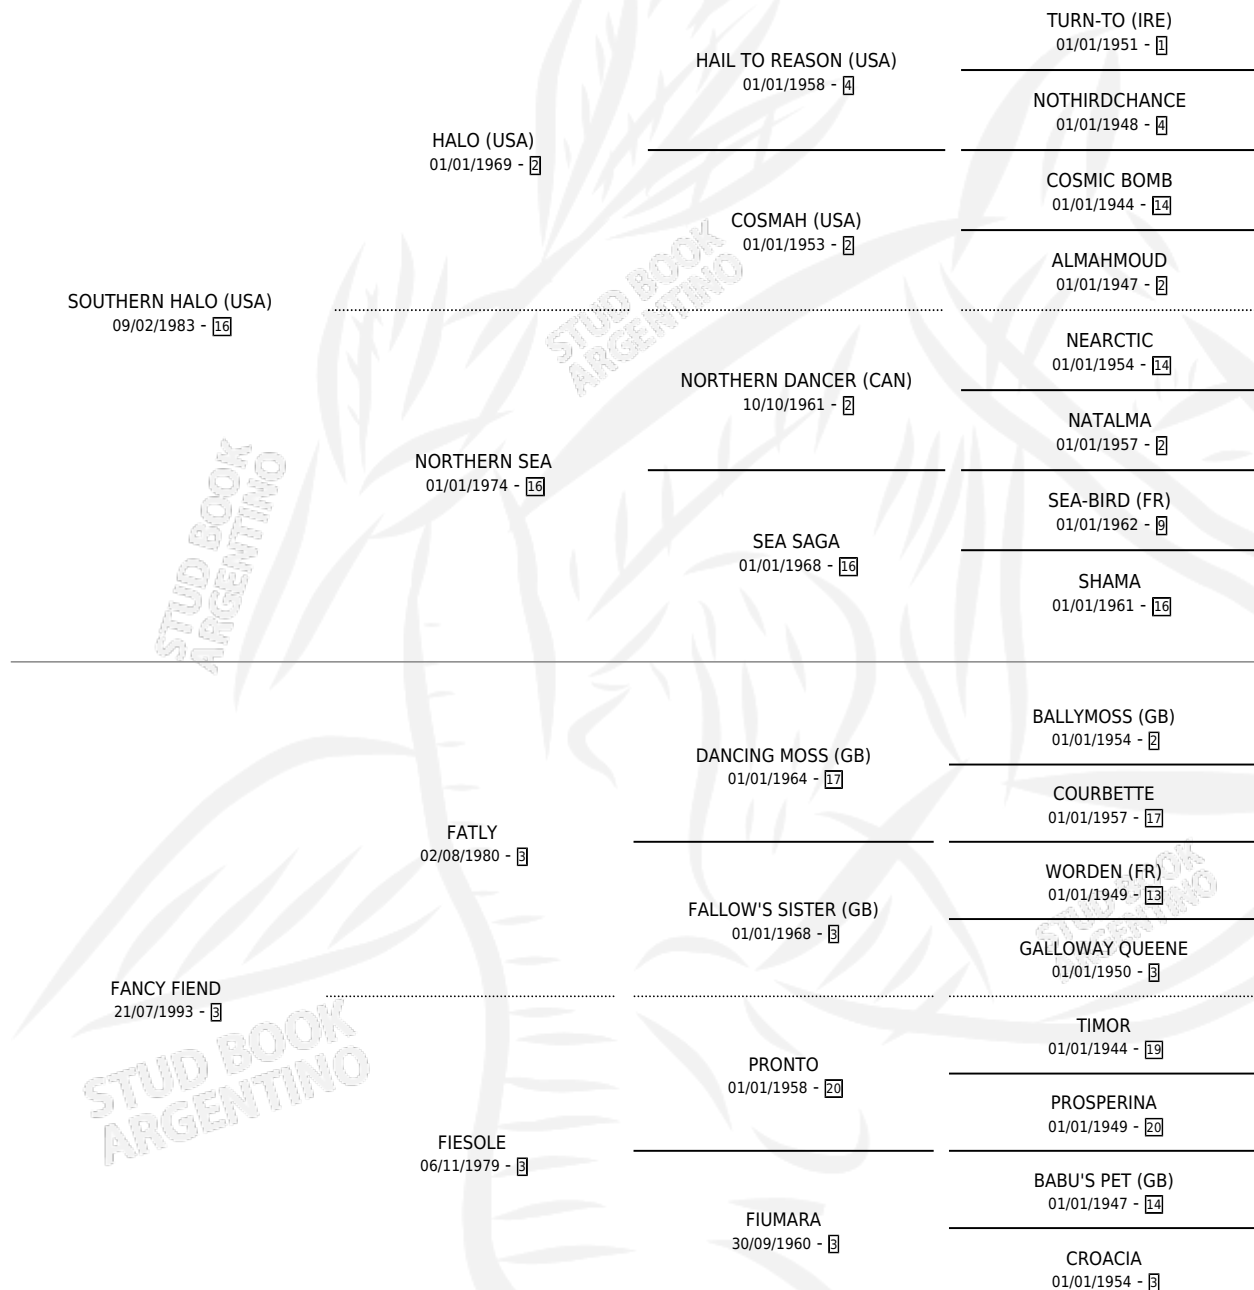 TURN-TO (IRE)
01/01/1951 - 1
HAIL TO REASON (USA)
01/01/1958 - 4
NOTHIRDCHANCE
01/01/1948 - 4
HALO (USA)
01/01/1969 - 2
COSMIC BOMB
01/01/1944 - 14
COSMAH (USA)
01/01/1953 - 2
ALMAHMOUD
01/01/1947 - 2
SOUTHERN HALO (USA)
09/02/1983 - 16
STUD BOOK
ARGENTINO
NEARCTIC
01/01/1954 - 14
NORTHERN DANCER (CAN)
10/10/1961 - 2
NATALMA
01/01/1957 - 2
NORTHERN SEA
01/01/1974 - 16
SEA-BIRD (FR)
01/01/1962 - 9
SEA SAGA
01/01/1968 - 16
SHAMA
01/01/1961 - 16
STUD BOOK
ARGENTINO
BALLYMOSS (GB)
01/01/1954 - 2
DANCING MOSS (GB)
01/01/1964 - 17
COURBETTE
01/01/1957 - 17
FATLY
02/08/1980 - 3
WORDEN (FR)
01/01/1949 - 13
FALLOW'S SISTER (GB)
01/01/1968 - 3
STUD BOOK
ARGENTINO
GALLOWAY QUEENE
01/01/1950 - 3
FANCY FIEND
21/07/1993 - 3
TIMOR
01/01/1944 - 19
PRONTO
01/01/1958 - 20
PROSPERINA
01/01/1949 - 20
STUD BOOK
ARGENTINO
FIESOLE
06/11/1979 - 3
BABU'S PET (GB)
01/01/1947 - 14
FIUMARA
30/09/1960 - 3
CROACIA
01/01/1954 - 3